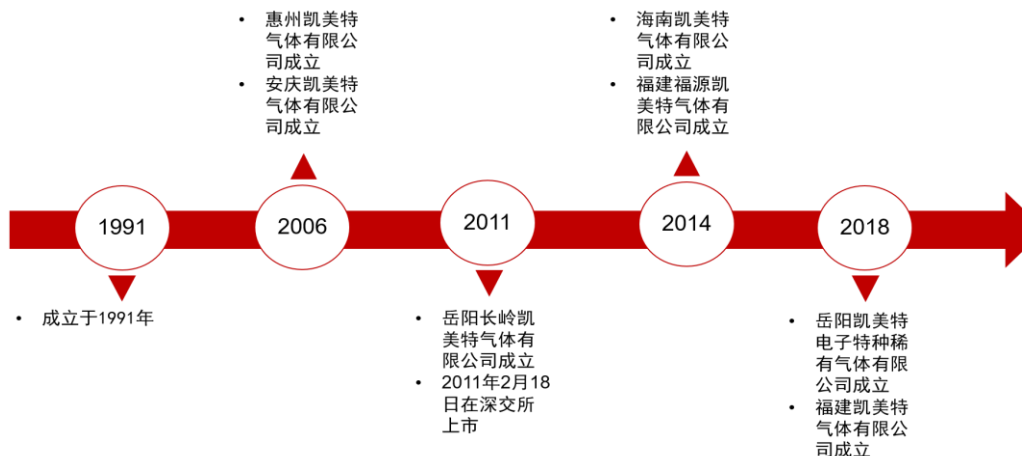 • 惠州凯美特
气体有限公
司成立
• 安庆凯美特
气体有限公
司成立
• 海南凯美特
气体有限公
司成立
• 福建福源凯
美特气体有
限公司成立
1991
2006
2011
2014
2018
• 成立于1991年
• 岳阳长岭凯
美特气体有
限公司成立
• 2011年2月18
日在深交所
上市
• 岳阳凯美特
电子特种稀
有气体有限
公司成立
• 福建凯美特
气体有限公
司成立